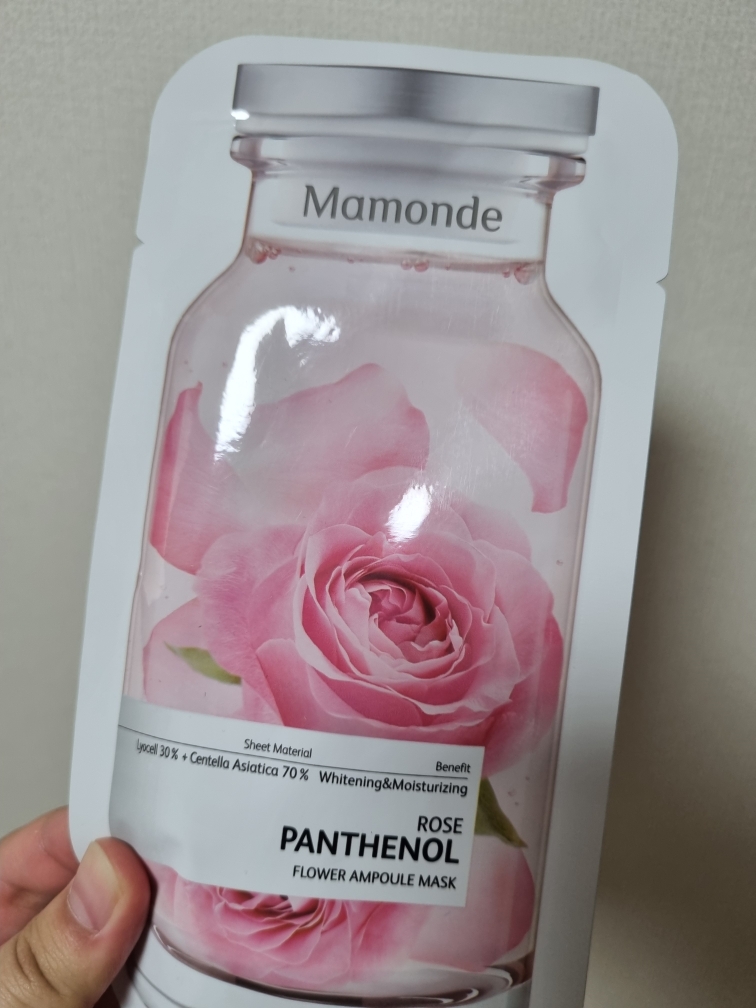 Mamonde
Sheet Material
Lyocell 30% + Centella Asiatica 70%
Benefit
Whitening&Moisturizing
ROSE
PANTHENOL
FLOWER AMPOULE MASK